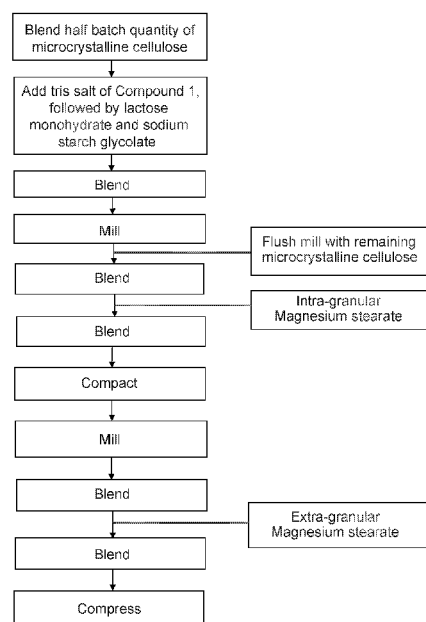 Blend half batch quantity of
microcrystalline cellulose
Add tris salt of Compound 1,
followed by lactose
monohydrate and sodium
starch glycolate
Blend
Mill
Flush mill with remaining
microcrystalline cellulose
Blend
Intra-granular
Magnesium stearate
Blend
Compact
Mill
Blend
Extra-granular
Magnesium stearate
Blend
Compress